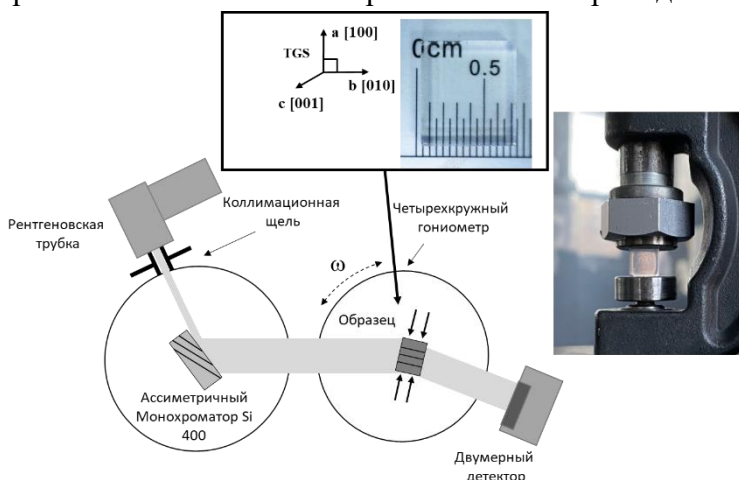 a [100]
TGS
b [010]
c [001]
0cm
0.5
Рентгеновская
трубка
Коллимационная
щель
Четырехкружный
гониометр
ω
Образец
Ассиметричный
Монохроматор Si
400
Двумерный
детектор